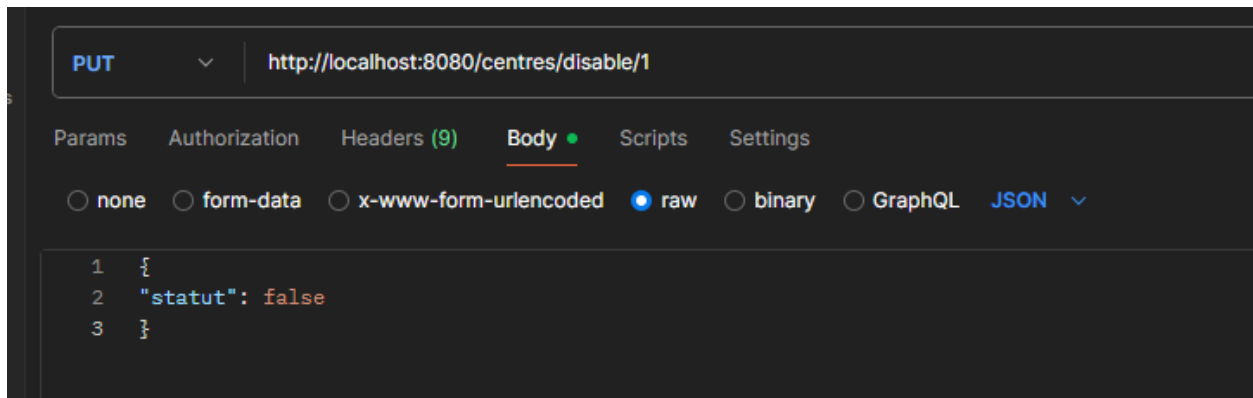 PUT http://localhost:8080/centres/disable/1
s
Params Authorization Headers (9) Body Scripts Settings
none form-data x-www-form-urlencoded raw binary GraphQL JSON
1 {
2 "statut": false
3 }